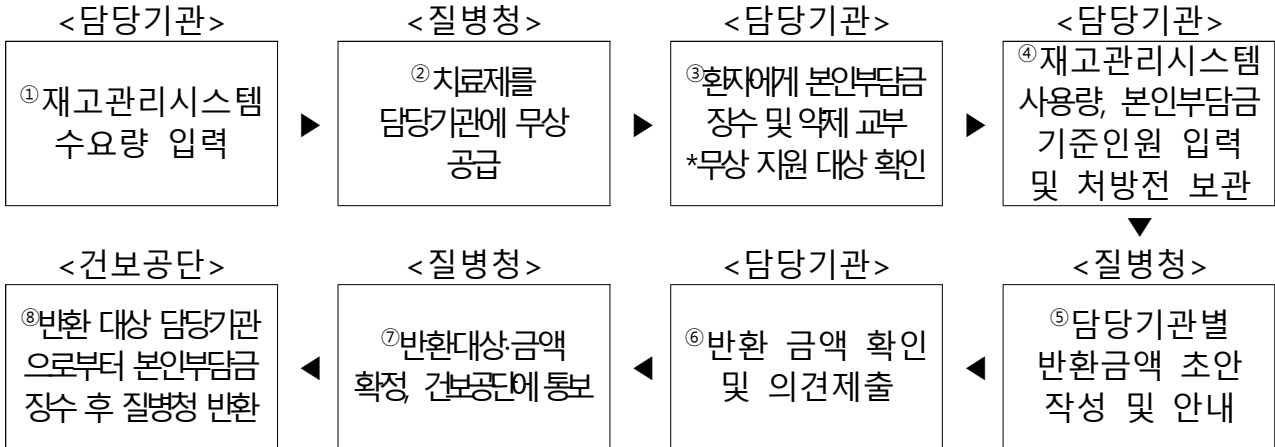 <담당기관>
①재고관리시스템
수요량 입력
▶
<질병청>
②치료제를
담당기관에 무상
공급
▶
<담당기관>
③환자에게 본인부담금
징수 및 약제 교부
*무상 지원 대상 확인
▶
<담당기관>
④재고관리시스템
사용량, 본인부담금
기준인원 입력
및 처방전 보관
▼
<질병청>
⑤담당기관별
반환금액 초안
작성 및 안내
◀
<담당기관>
⑥반환 금액 확인
및 의견제출
◀
<질병청>
⑦반환대상·금액
확정, 건보공단에 통보
◀
<건보공단>
⑧반환 대상 담당기관
으로부터 본인부담금
징수 후 질병청 반환